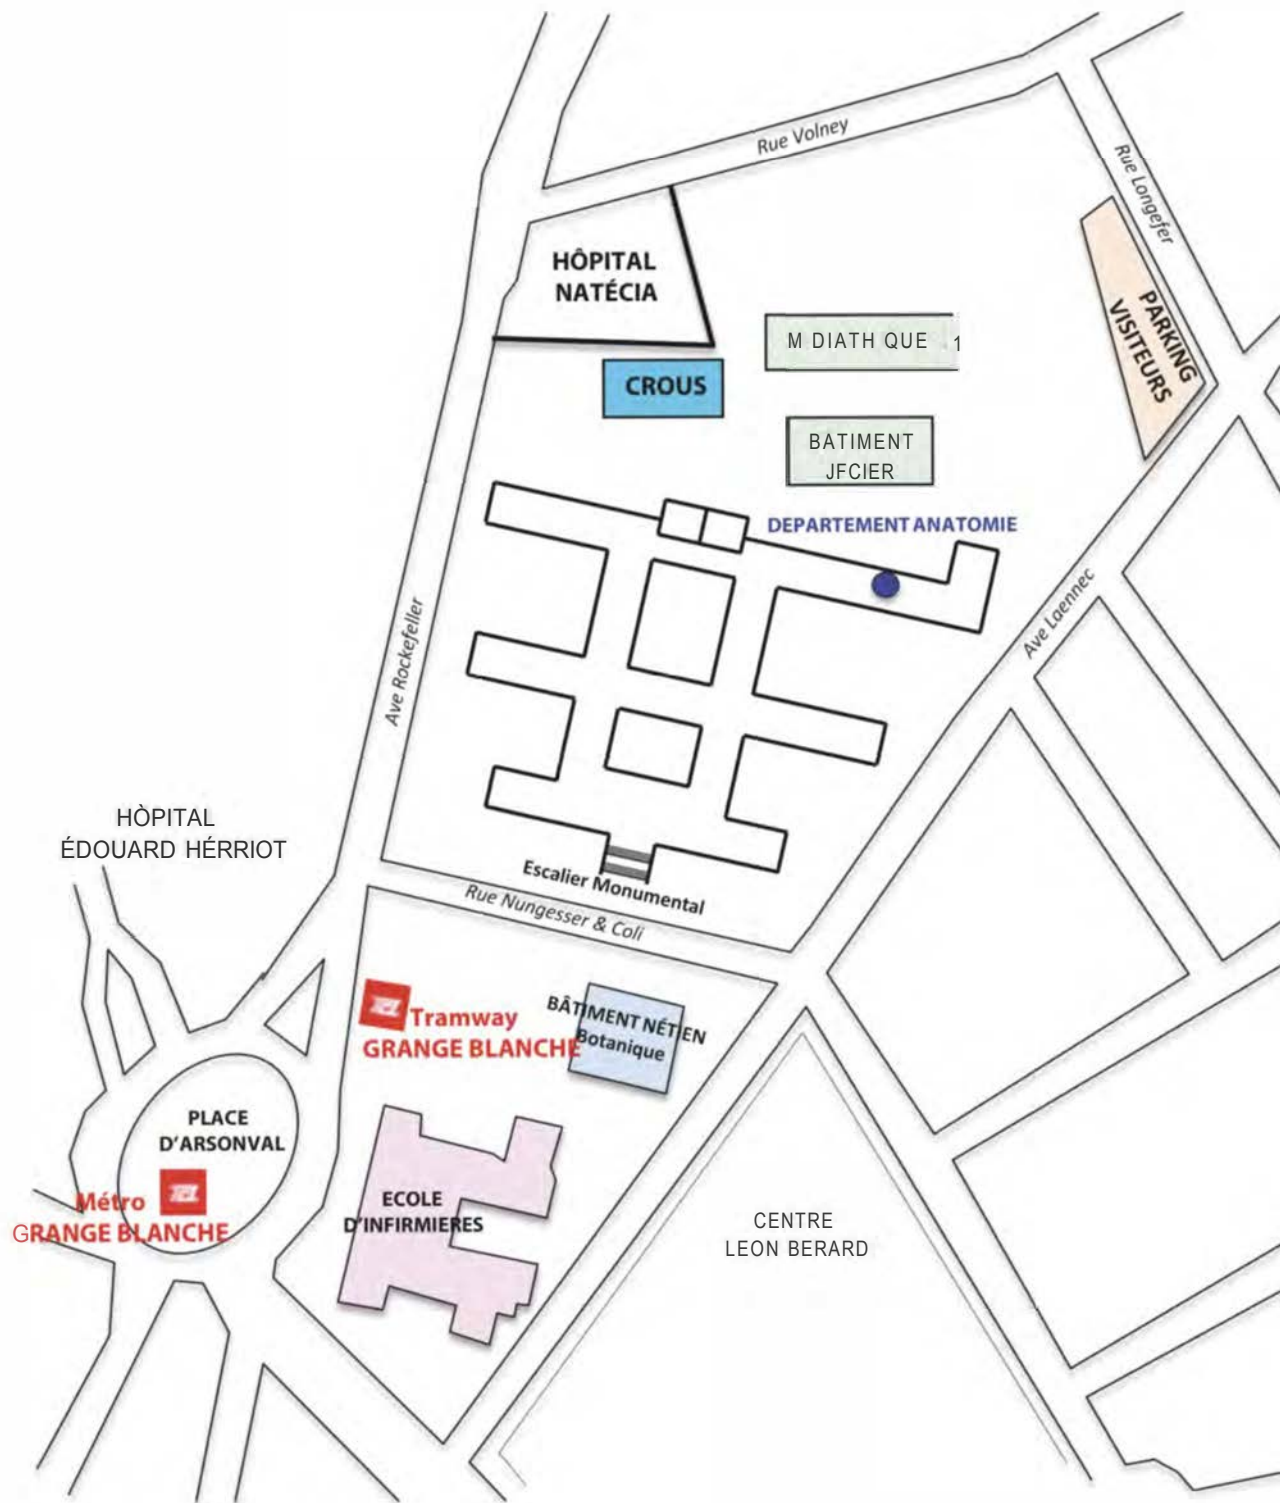 Rue Volney
Rue Longefer
HÔPITAL
NATÉCIA
PARKING
VISITEURS
M DIATH QUE 1
CROUS
BATIMENT
JFCIER
DEPARTEMENT ANATOMIE
Ave Rockefeller
Ave Laennec
HÒPITAL
ÉDOUARD HÉRRIOT
Escalier Monumental
Rue Nungesser & Coli
TCL
Tramway
GRANGE BLANCHE
BÂTIMENT NÉTIEN
Botanique
PLACE
D'ARSONVAL
TCL
Métro
GRANGE BLANCHE
ECOLE
D'INFIRMIERES
CENTRE
LEON BERARD